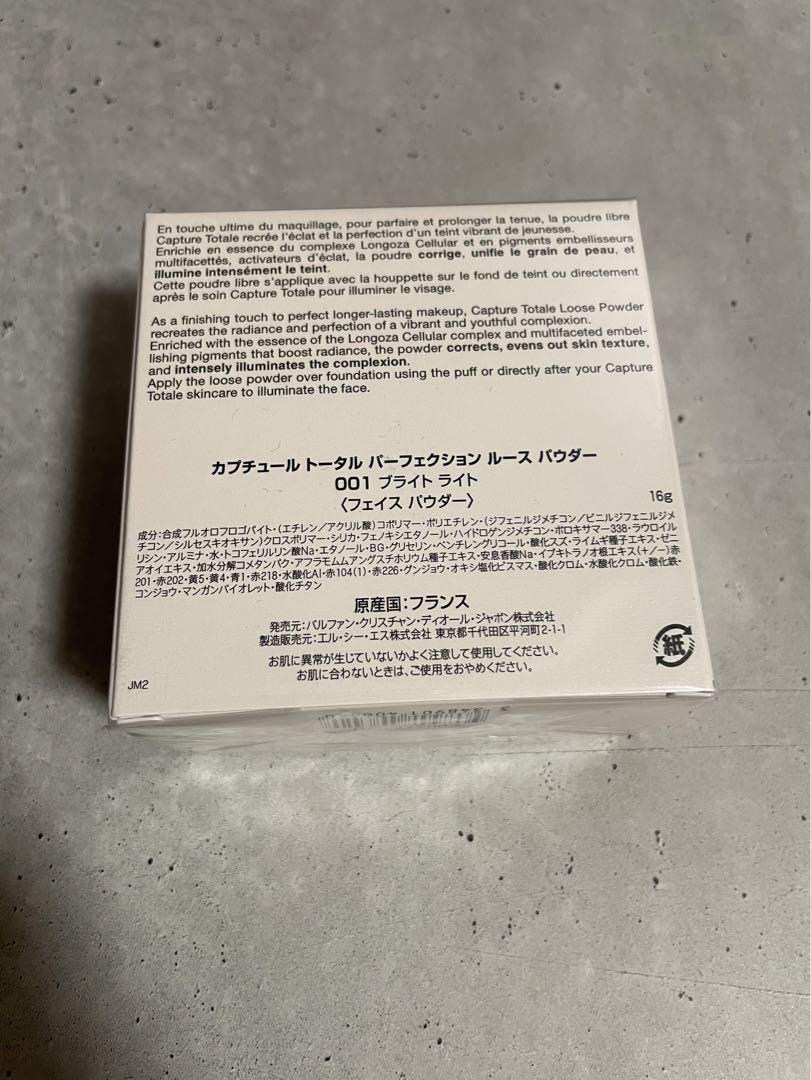 En touche ultime du maquillage, pour parfaire et prolonger la tenue, la poudre libre
Capture Totale recrée l'éclat et la perfection d'un teint vibrant de jeunesse.
Enrichie en essence du complexe Longoza Cellular et en pigments embellisseurs
multifacettés, activateurs d'éclat, la poudre corrige, unifie le grain de peau, et
illumine intensément le teint.
Cette poudre libre s'applique avec la houppette sur le fond de teint ou directement
après le soin Capture Totale pour illuminer le visage.
As a finishing touch to perfect longer-lasting makeup, Capture Totale Loose Powder
recreates the radiance and perfection of a vibrant and youthful complexion.
Enriched with the essence of the Longoza Cellular complex and multifaceted embel-
lishing pigments that boost radiance, the powder corrects, evens out skin texture,
and intensely illuminates the complexion.
Apply the loose powder over foundation using the puff or directly after your Capture
Totale skincare to illuminate the face.
カプチュール トータル パーフェクション ルース パウダー
001 ブライト ライト
〈フェイス パウダー〉
16g
成分:合成フルオロフロゴパイト・(エチレン/アクリル酸)コポリマー・ポリエチレン・(ジフェニルジメチコン/ビニルジフェニルジメ
チコン/シルセスキオキサン)クロスポリマー・シリカ・フェノキシエタノール・ハイドロゲンジメチコン・ポロキサマー338・ラウロイル
リシン・アルミナ・水・トコフェリルリン酸Na・エタノール・BG・グリセリン・ペンチレングリコール・酸化スズ・ライムギ種子エキス・ゼニ
アオイエキス・加水分解コメタンパク・アフラモムムアングスチホリウム種子エキス・安息香酸Na・イブキトラノオ根エキス・(+/-)赤
201・赤202・黄5・黄4・青1・赤218・水酸化Al・赤104(1)・赤226・グンジョウ・オキシ塩化ビスマス・酸化クロム・水酸化クロム・酸化鉄・
コンジョウ・マンガンバイオレット・酸化チタン
原産国:フランス
発売元:パルファン・クリスチャン・ディオール・ジャポン株式会社
製造販売元:エル・シー・エス株式会社 東京都千代田区平河町2-1-1
お肌に異常が生じていないかよく注意して使用してください。
お肌に合わないときは、ご使用をおやめください。
紙
JM2